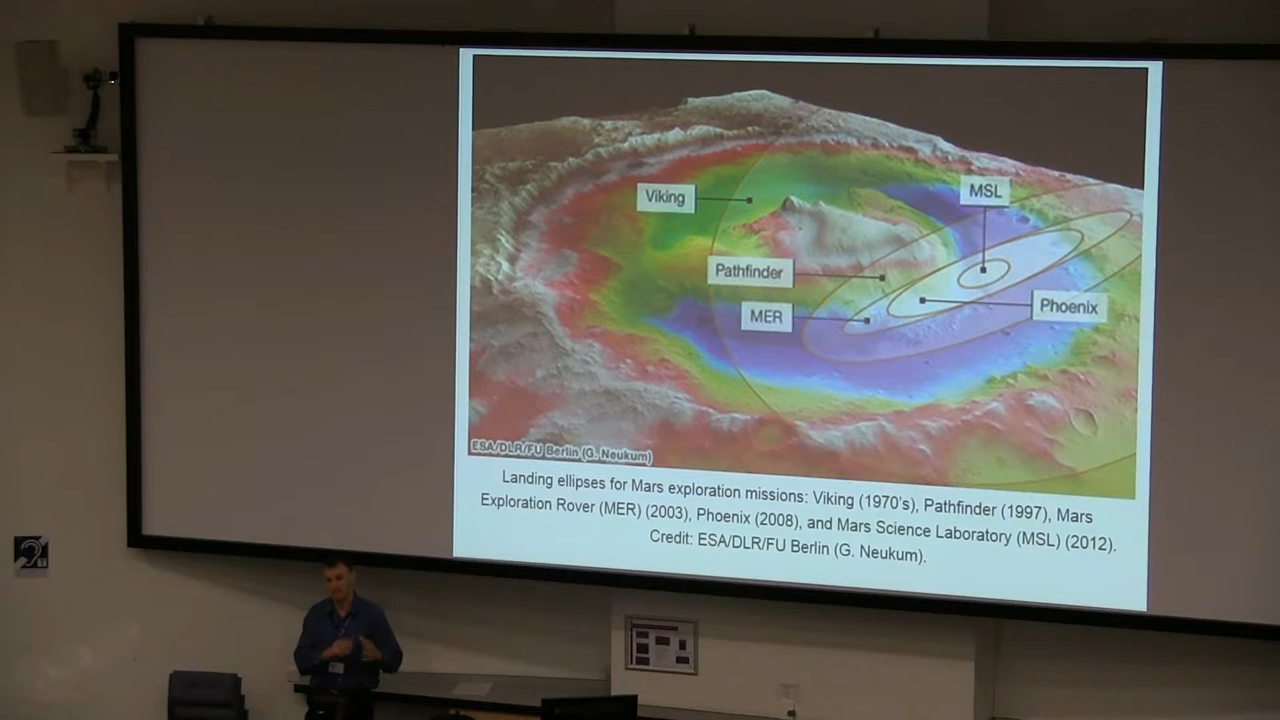 Viking
MSL
Pathfinder
MER
Phoenix
ESA/DLR/FU Berlin (G. Neukum)
Landing ellipses for Mars exploration missions: Viking (1970's), Pathfinder (1997), Mars
Exploration Rover (MER) (2003), Phoenix (2008), and Mars Science Laboratory (MSL) (2012).
Credit: ESA/DLR/FU Berlin (G. Neukum).